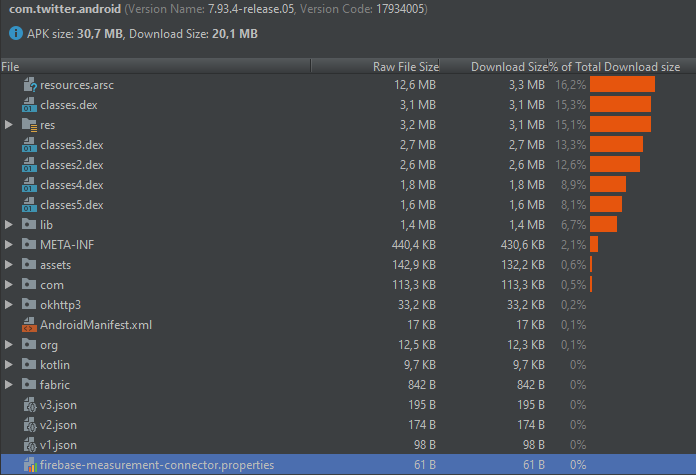 com.twitter.android (Version Name: 7.93.4-release.05, Version Code: 17934005)
APK size: 30,7 MB, Download Size: 20,1 MB
File Raw File Size Download Size % of Total Download size
resources.arsc 12,6 MB 3,3 MB 16,2%
classes.dex 3,1 MB 3,1 MB 15,3%
res 3,2 MB 3,1 MB 15,1%
classes3.dex 2,7 MB 2,7 MB 13,3%
classes2.dex 2,6 MB 2,6 MB 12,6%
classes4.dex 1,8 MB 1,8 MB 8,9%
classes5.dex 1,6 MB 1,6 MB 8,1%
lib 1,4 MB 1,4 MB 6,7%
META-INF 440,4 KB 430,6 KB 2,1%
assets 142,9 KB 132,2 KB 0,6%
com 113,3 KB 113,3 KB 0,5%
okhttp3 33,2 KB 33,2 KB 0,2%
AndroidManifest.xml 17 KB 17 KB 0,1%
org 12,5 KB 12,3 KB 0,1%
kotlin 9,7 KB 9,7 KB 0%
fabric 842 B 842 B 0%
v3.json 195 B 195 B 0%
v2.json 174 B 174 B 0%
v1.json 98 B 98 B 0%
firebase-measurement-connector.properties 61 B 61 B 0%